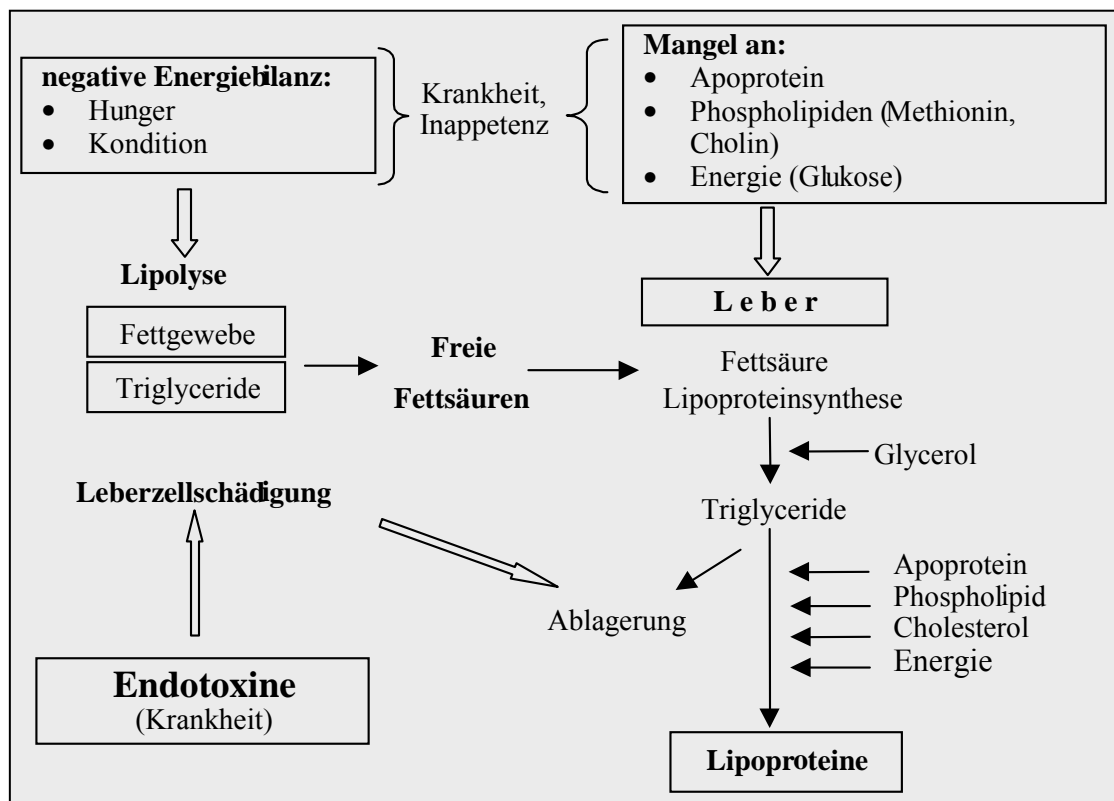 negative Energiebilanz:
• Hunger
• Kondition
Krankheit,
Inappetenz
Mangel an:
• Apoprotein
• Phospholipiden (Methionin,
Cholin)
• Energie (Glukose)
Lipolyse
Fettgewebe
Triglyceride
Freie
Fettsäuren
L e b e r
Fettsäure
Lipoproteinsynthese
Glycerol
Triglyceride
Leberzellschädigung
Ablagerung
Apoprotein
Phospholipid
Cholesterol
Energie
Endotoxine
(Krankheit)
Lipoproteine